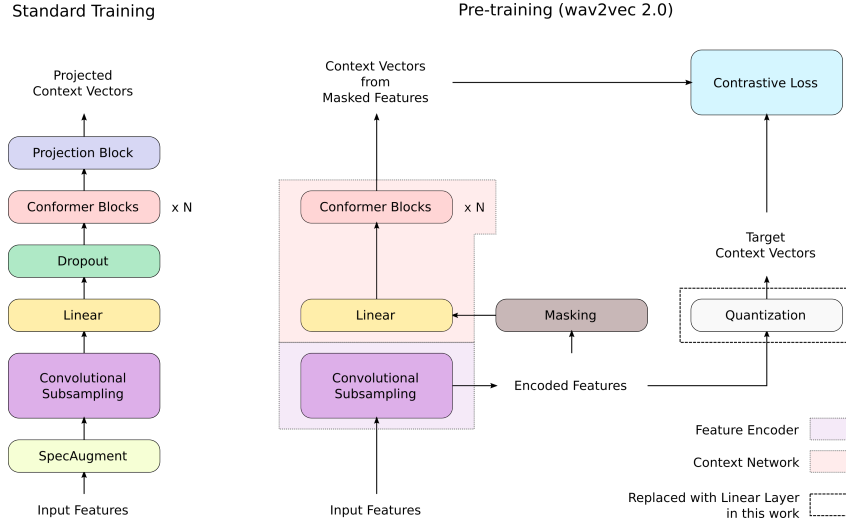 Standard Training
Projected
Context Vectors
Projection Block
Conformer Blocks
x N
Dropout
Linear
Convolutional
Subsampling
SpecAugment
Input Features
Pre-training (wav2vec 2.0)
Context Vectors
from
Masked Features
Contrastive Loss
Conformer Blocks
x N
Target
Context Vectors
Linear
Masking
Quantization
Convolutional
Subsampling
Encoded Features
Input Features
Feature Encoder
Context Network
Replaced with Linear Layer
in this work